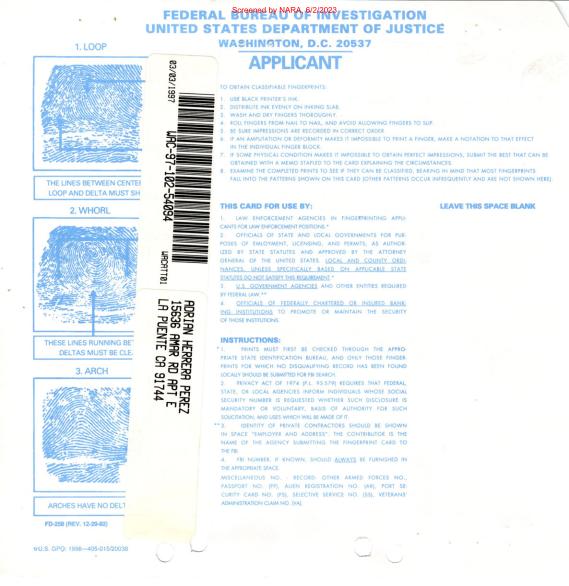 Screened by NARA, 6/2/2023
FEDERAL BUREAU OF INVESTIGATION
UNITED STATES DEPARTMENT OF JUSTICE
WASHINGTON, D.C. 20537
APPLICANT
1. LOOP
THE LINES BETWEEN CENTE
LOOP AND DELTA MUST SH
2. WHORL
THESE LINES RUNNING BE
DELTAS MUST BE CLE
3. ARCH
ARCHES HAVE NO DELT
FD-258 (REV. 12-29-82)
03/03/1997
WAC-97-102-54094
ADRIAN HERRERA PEREZ
15636 AMAR RD APT E
LA PUENTE CA 91744
TO OBTAIN CLASSIFIABLE FINGERPRINTS:
1. USE BLACK PRINTER'S INK.
2. DISTRIBUTE INK EVENLY ON INKING SLAB.
3. WASH AND DRY FINGERS THOROUGHLY.
4. ROLL FINGERS FROM NAIL TO NAIL, AND AVOID ALLOWING FINGERS TO SLIP.
5. BE SURE IMPRESSIONS ARE RECORDED IN CORRECT ORDER.
6. IF AN AMPUTATION OR DEFORMITY MAKES IT IMPOSSIBLE TO PRINT A FINGER, MAKE A NOTATION TO THAT EFFECT
IN THE INDIVIDUAL FINGER BLOCK.
7. IF SOME PHYSICAL CONDITION MAKES IT IMPOSSIBLE TO OBTAIN PERFECT IMPRESSIONS, SUBMIT THE BEST THAT CAN BE
OBTAINED WITH A MEMO STAPLED TO THE CARD EXPLAINING THE CIRCUMSTANCES.
8. EXAMINE THE COMPLETED PRINTS TO SEE IF THEY CAN BE CLASSIFIED, BEARING IN MIND THAT MOST FINGERPRINTS
FALL INTO THE PATTERNS SHOWN ON THIS CARD (OTHER PATTERNS OCCUR INFREQUENTLY AND ARE NOT SHOWN HERE).
THIS CARD FOR USE BY:
1. LAW ENFORCEMENT AGENCIES IN FINGERPRINTING APPLI-
CANTS FOR LAW ENFORCEMENT POSITIONS.*
2. OFFICIALS OF STATE AND LOCAL GOVERNMENTS FOR PUR-
POSES OF EMPLOYMENT, LICENSING, AND PERMITS, AS AUTHOR-
IZED BY STATE STATUTES AND APPROVED BY THE ATTORNEY
GENERAL OF THE UNITED STATES. LOCAL AND COUNTY ORDI-
NANCES, UNLESS SPECIFICALLY BASED ON APPLICABLE STATE
STATUTES DO NOT SATISFY THIS REQUIREMENT.*
3. U.S. GOVERNMENT AGENCIES AND OTHER ENTITIES REQUIRED
BY FEDERAL LAW.**
4. OFFICIALS OF FEDERALLY CHARTERED OR INSURED BANK-
ING INSTITUTIONS TO PROMOTE OR MAINTAIN THE SECURITY
OF THOSE INSTITUTIONS.
LEAVE THIS SPACE BLANK
INSTRUCTIONS:
* 1. PRINTS MUST FIRST BE CHECKED THROUGH THE APPRO-
PRIATE STATE IDENTIFICATION BUREAU, AND ONLY THOSE FINGER-
PRINTS FOR WHICH NO DISQUALIFYING RECORD HAS BEEN FOUND
LOCALLY SHOULD BE SUBMITTED FOR FBI SEARCH.
2. PRIVACY ACT OF 1974 (P.L. 93-579) REQUIRES THAT FEDERAL,
STATE, OR LOCAL AGENCIES INFORM INDIVIDUALS WHOSE SOCIAL
SECURITY NUMBER IS REQUESTED WHETHER SUCH DISCLOSURE IS
MANDATORY OR VOLUNTARY, BASIS OF AUTHORITY FOR SUCH
SOLICITATION, AND USES WHICH WILL BE MADE OF IT.
** 3. IDENTITY OF PRIVATE CONTRACTORS SHOULD BE SHOWN
IN SPACE "EMPLOYER AND ADDRESS". THE CONTRIBUTOR IS THE
NAME OF THE AGENCY SUBMITTING THE FINGERPRINT CARD TO
THE FBI.
4. FBI NUMBER, IF KNOWN, SHOULD ALWAYS BE FURNISHED IN
THE APPROPRIATE SPACE.
MISCELLANEOUS NO. - RECORD: OTHER ARMED FORCES NO.,
PASSPORT NO. (PP), ALIEN REGISTRATION NO. (AR), PORT SE-
CURITY CARD NO. (PS), SELECTIVE SERVICE NO. (SS), VETERANS'
ADMINISTRATION CLAIM NO. (VA).